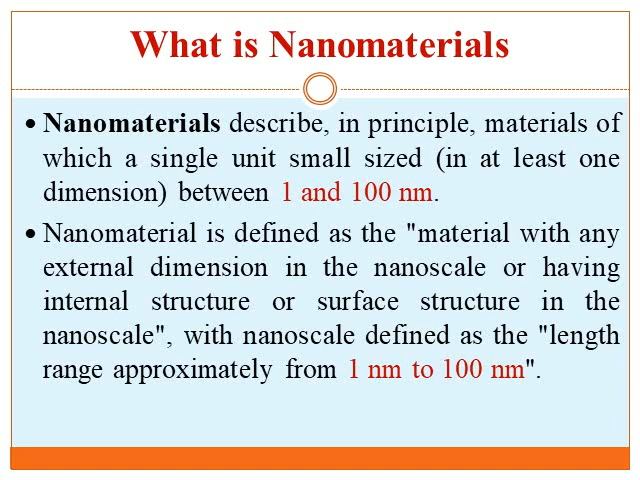 What is Nanomaterials
• Nanomaterials describe, in principle, materials of
which a single unit small sized (in at least one
dimension) between 1 and 100 nm.
• Nanomaterial is defined as the "material with any
external dimension in the nanoscale or having
internal structure or surface structure in the
nanoscale", with nanoscale defined as the "length
range approximately from 1 nm to 100 nm".